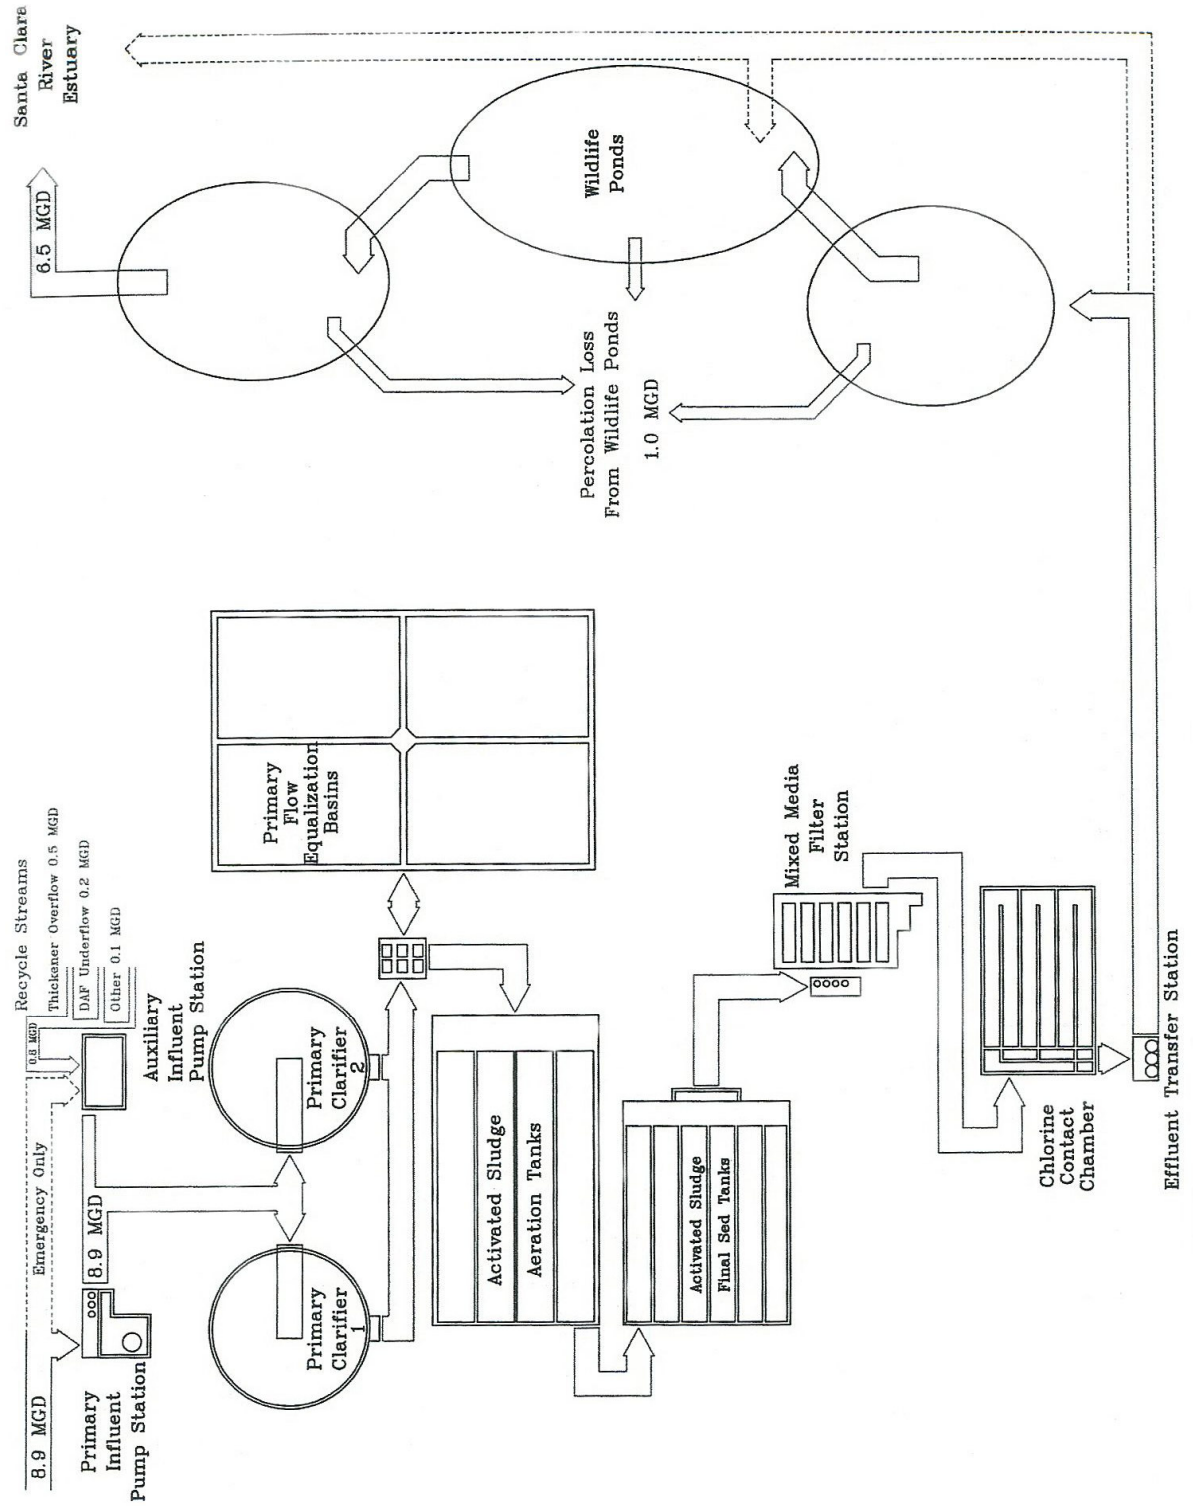 8.9 MGD
Primary
Influent
Pump Station
Emergency Only
8.9 MGD
Recycle Streams
Thickener Overflow 0.5 MGD
DAF Underflow 0.2 MGD
Other 0.1 MGD
0.8 MGD
Auxiliary
Influent
Pump Station
Primary
Clarifier
1
Primary
Clarifier
2
Primary
Flow
Equalization
Basins
Activated Sludge
Aeration Tanks
Activated Sludge
Final Sed Tanks
Mixed Media
Filter
Station
Chlorine
Contact
Chamber
Effluent Transfer Station
Percolation Loss
From Wildlife Ponds
1.0 MGD
Wildlife
Ponds
6.5 MGD
Santa Clara
River
Estuary